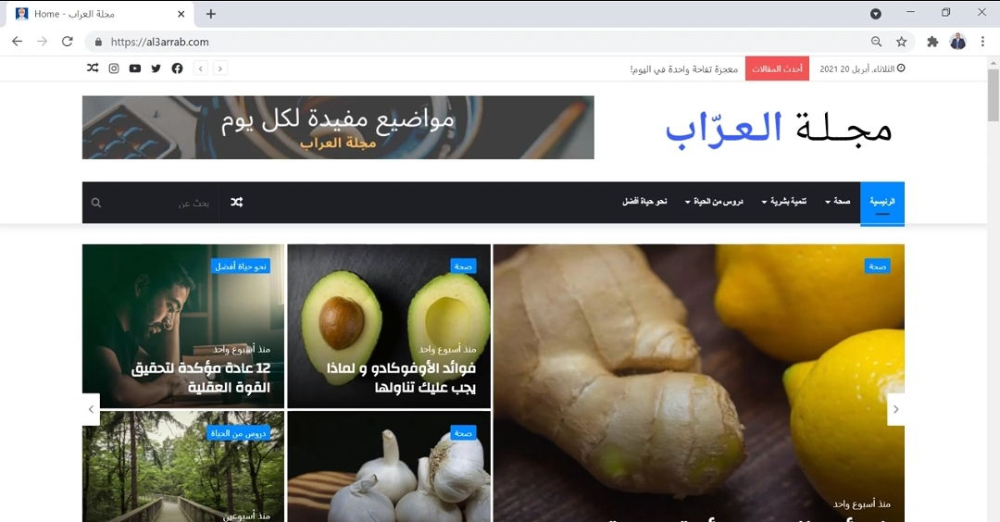 Home - مجلة العراب
https://al3arrab.com
الثلاثاء, أبريل 20 2021
أحدث المقالات
معجزة تفاحة واحدة في اليوم!
مجلة العرّاب
مواضيع مفيدة لكل يوم
مجلة العراب
الرئيسية
صحة
تنمية بشرية
دروس من الحياة
نحو حياة أفضل
بحث عن
صحة
منذ أسبوع واحد
صحة
منذ أسبوع واحد
فوائد الأوفوكادو و لماذا
يجب عليك تناولها
نحو حياة أفضل
منذ أسبوع واحد
12 عادة مؤكدة لتحقيق
القوة العقلية
صحة
دروس من الحياة
منذ أسبوعين